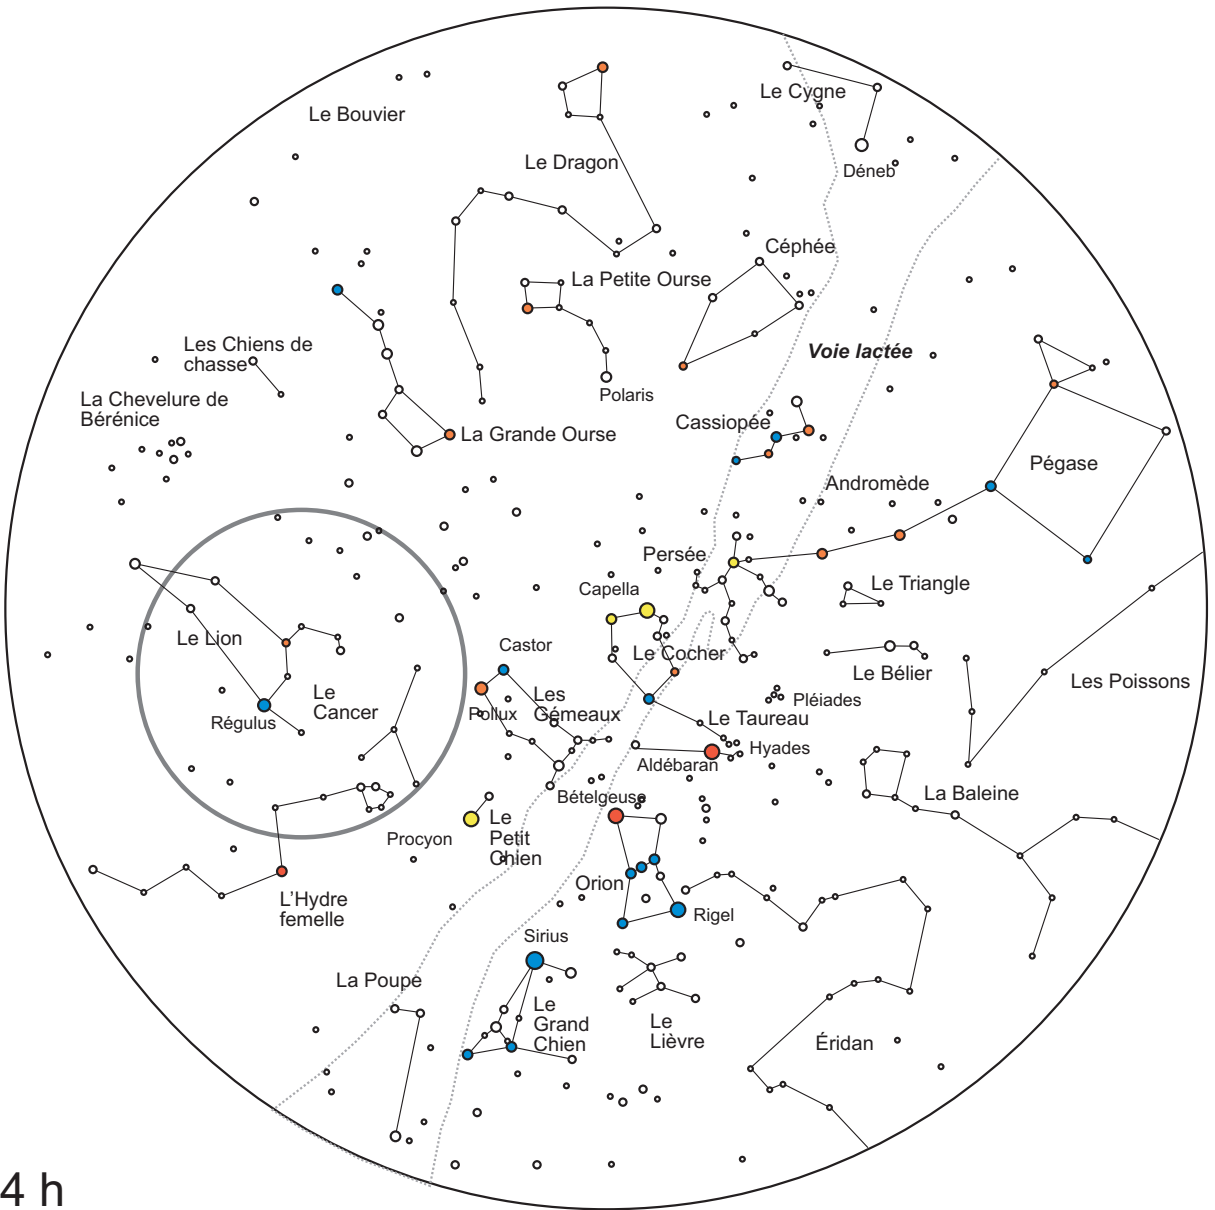 Le Cygne
Le Bouvier
Le Dragon
Déneb
Céphée
La Petite Ourse
Les Chiens de
chasse
Voie lactée
Polaris
La Chevelure de
Bérénice
Cassiopée
La Grande Ourse
Pégase
Andromède
Persée
Capella
Le Triangle
Le Lion
Castor
Le Cocher
Le Bélier
Les Poissons
Le
Cancer
Régulus
Pollux
Les
Gémeaux
Pléiades
Le Taureau
Hyades
Aldébaran
Bételgeuse
La Baleine
Procyon
Le
Petit
Chien
Orion
L'Hydre
femelle
Rigel
Sirius
La Poupe
Le
Grand
Chien
Le
Lièvre
Éridan
4 h